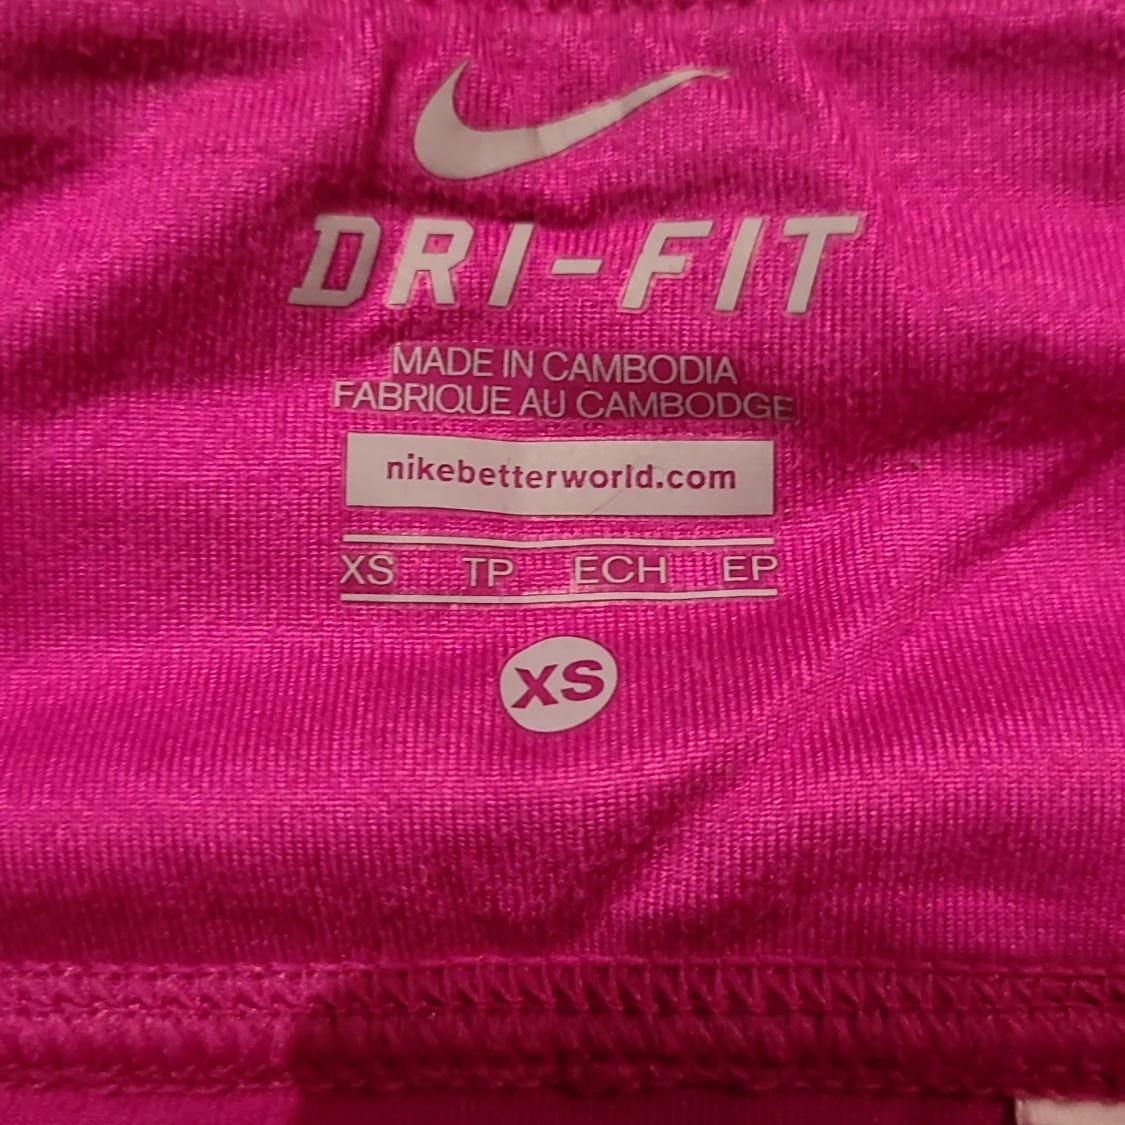 DRI-FIT
MADE IN CAMBODIA
FABRIQUE AU CAMBODGE
nikebetterworld.com
XS TP ECH EP
XS